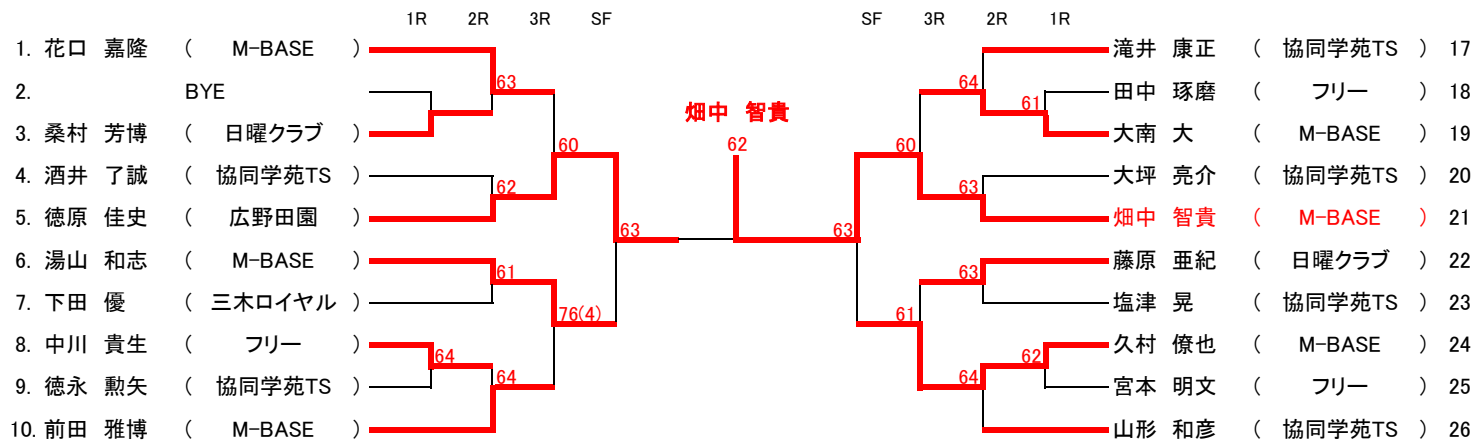 1R 2R 3R SF SF 3R 2R 1R
1. 花口 嘉隆 ( M-BASE ) 滝井 康正 ( 協同学苑TS ) 17
63 64
2. BYE 田中 琢磨 ( フリー ) 18
畑中 智貴 61
3. 桑村 芳博 ( 日曜クラブ ) 大南 大 ( M-BASE ) 19
60 62 60
4. 酒井 了誠 ( 協同学苑TS ) 大坪 亮介 ( 協同学苑TS ) 20
62 63
5. 徳原 佳史 ( 広野田園 ) 畑中 智貴 ( M-BASE ) 21
63 63
6. 湯山 和志 ( M-BASE ) 藤原 亜紀 ( 日曜クラブ ) 22
61 63
7. 下田 優 ( 三木ロイヤル ) 塩津 晃 ( 協同学苑TS ) 23
76(4) 61
8. 中川 貴生 ( フリー ) 久村 僚也 ( M-BASE ) 24
64 62
9. 徳永 勲矢 ( 協同学苑TS ) 宮本 明文 ( フリー ) 25
64 64
10. 前田 雅博 ( M-BASE ) 山形 和彦 ( 協同学苑TS ) 26